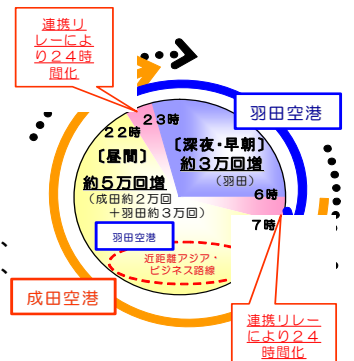 連携リ
レーによ
り２４時
間化
羽田空港
２３時
２２時
〔深夜・早朝〕
約３万回増
（羽田）
〔昼間〕
約５万回増
（成田約２万回
＋羽田約３万回）
６時
７時
羽田空港
近距離アジア・
ビジネス路線
成田空港
連携リレー
により２４
時間化